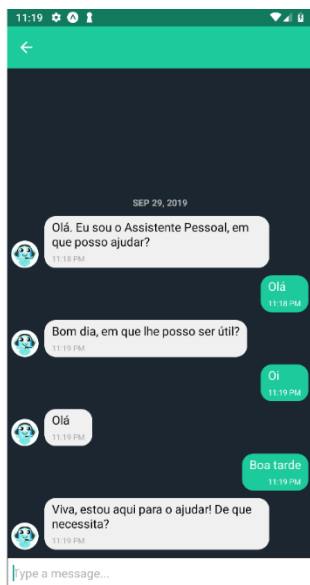 11:19
SEP 29, 2019
Olá. Eu sou o Assistente Pessoal, em
que posso ajudar?
11:18 PM
Olá
11:18 PM
Bom dia, em que lhe posso ser útil?
11:19 PM
Oi
11:19 PM
Olá
11:19 PM
Boa tarde
11:19 PM
Viva, estou aqui para o ajudar! De que
necessita?
11:19 PM
Type a message...